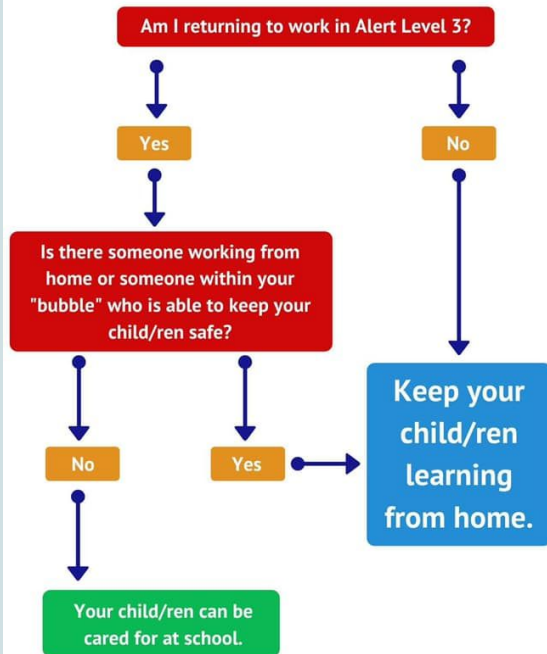 Am I returning to work in Alert Level 3?
Yes
No
Is there someone working from
home or someone within your
"bubble" who is able to keep your
child/ren safe?
Keep your
child/ren
learning
from home.
No
Yes
Your child/ren can be
cared for at school.